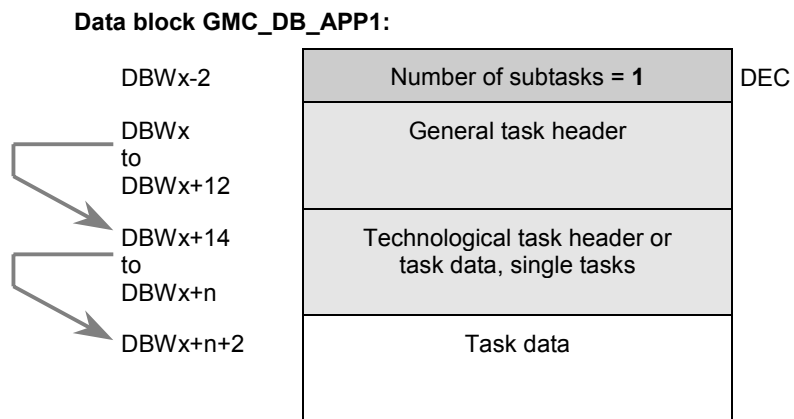 Data block GMC_DB_APP1:
DBWx-2 Number of subtasks = 1 DEC
DBWx General task header
to
DBWx+12
DBWx+14 Technological task header or
to task data, single tasks
DBWx+n
DBWx+n+2 Task data